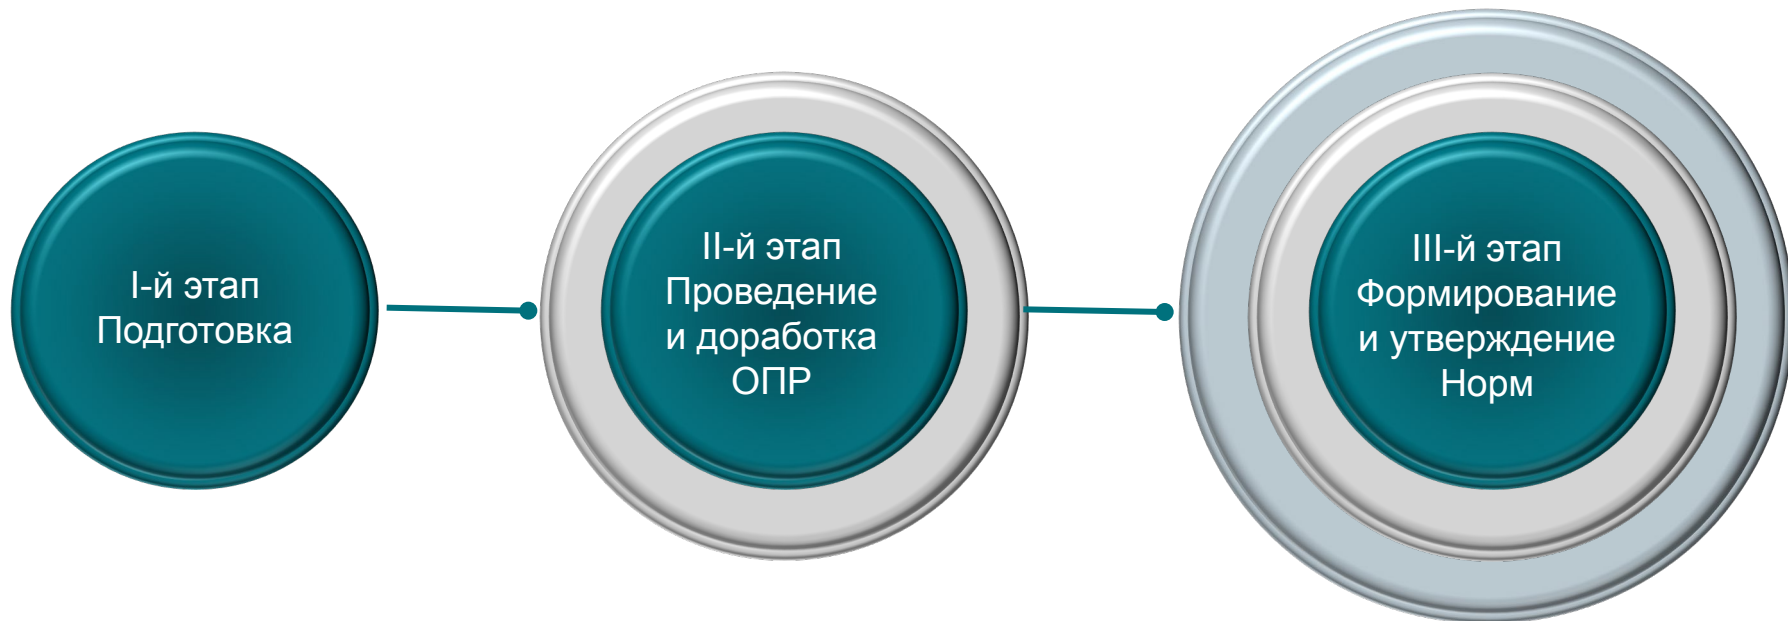 I-й этап
Подготовка
II-й этап
Проведение
и доработка
ОПР
III-й этап
Формирование
и утверждение
Норм